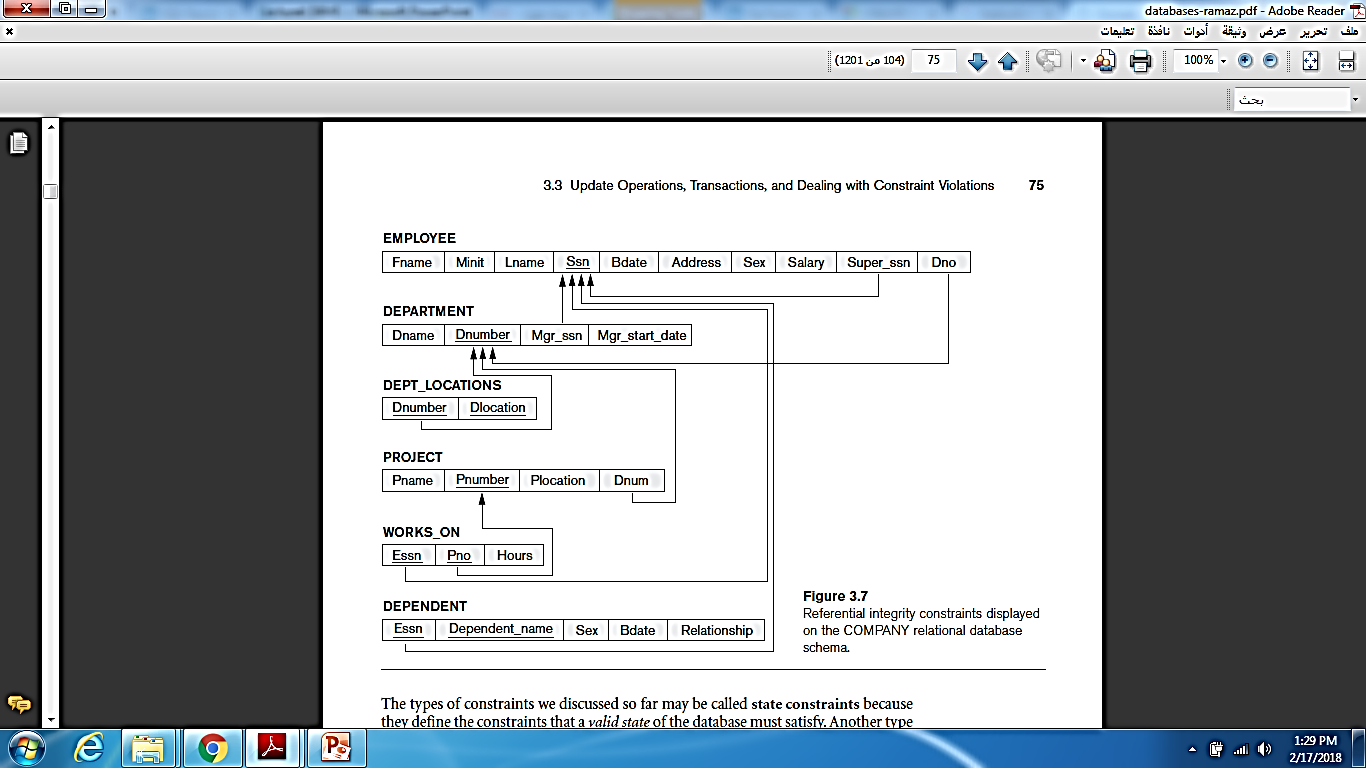 databases-ramaz.pdf - Adobe Reader
ملف تحرير عرض وثيقة أدوات نافذة تعليمات
(104 من 1201) 75 100%
بحث
3.3 Update Operations, Transactions, and Dealing with Constraint Violations 75
EMPLOYEE
Fname Minit Lname Ssn Bdate Address Sex Salary Super_ssn Dno
DEPARTMENT
Dname Dnumber Mgr_ssn Mgr_start_date
DEPT_LOCATIONS
Dnumber Dlocation
PROJECT
Pname Pnumber Plocation Dnum
WORKS_ON
Essn Pno Hours
DEPENDENT
Essn Dependent_name Sex Bdate Relationship
Figure 3.7
Referential integrity constraints displayed
on the COMPANY relational database
schema.
The types of constraints we discussed so far may be called state constraints because
they define the constraints that a valid state of the database must satisfy. Another type
1:29 PM
2/17/2018